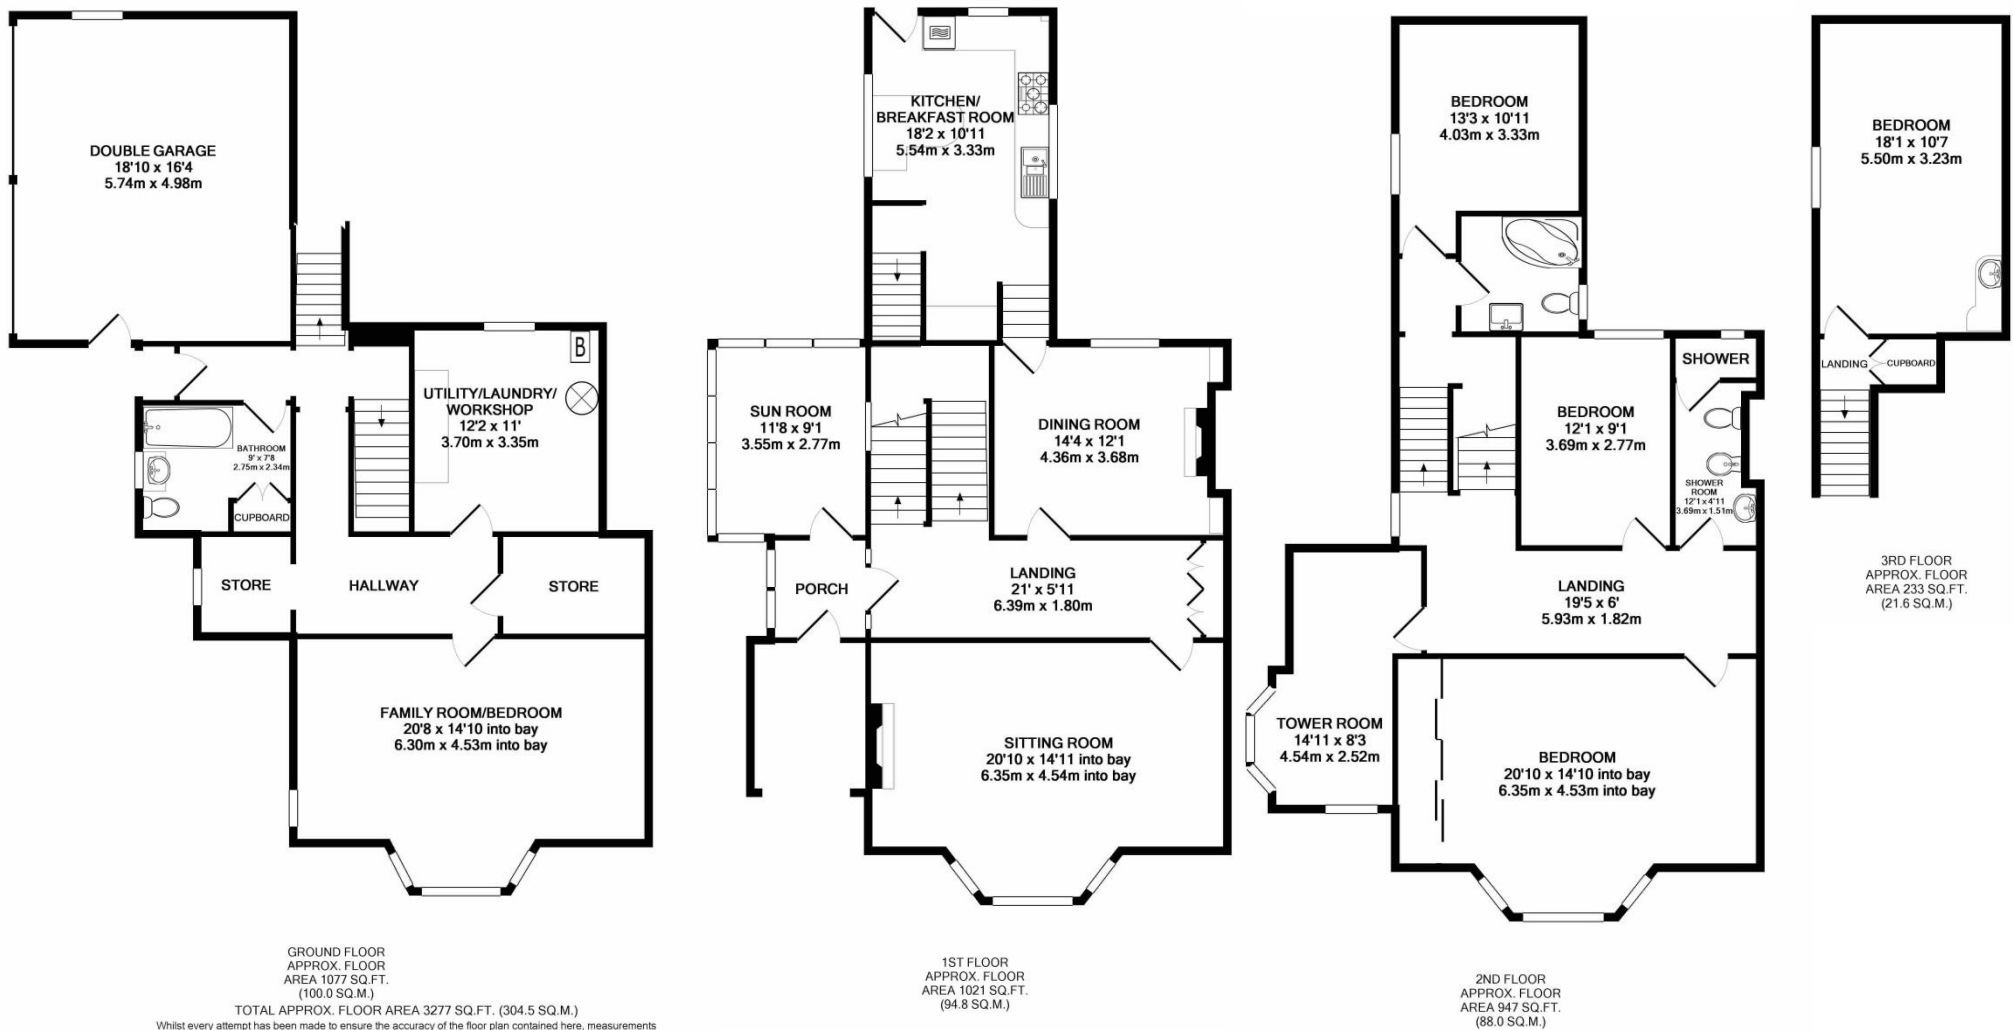 DOUBLE GARAGE
18'10 x 16'4
5.74m x 4.98m
B
UTILITY/LAUNDRY/
WORKSHOP
12'2 x 11'
3.70m x 3.35m
BATHROOM
9' x 7'8
2.75m x 2.34m
CUPBOARD
STORE
HALLWAY
STORE
FAMILY ROOM/BEDROOM
20'8 x 14'10 into bay
6.30m x 4.53m into bay
GROUND FLOOR
APPROX. FLOOR
AREA 1077 SQ.FT.
(100.0 SQ.M.)
TOTAL APPROX. FLOOR AREA 3277 SQ.FT. (304.5 SQ.M.)
Whilst every attempt has been made to ensure the accuracy of the floor plan contained here, measurements
KITCHEN/
BREAKFAST ROOM
18'2 x 10'11
5.54m x 3.33m
SUN ROOM
11'8 x 9'1
3.55m x 2.77m
DINING ROOM
14'4 x 12'1
4.36m x 3.68m
PORCH
LANDING
21' x 5'11
6.39m x 1.80m
SITTING ROOM
20'10 x 14'11 into bay
6.35m x 4.54m into bay
1ST FLOOR
APPROX. FLOOR
AREA 1021 SQ.FT.
(94.8 SQ.M.)
BEDROOM
13'3 x 10'11
4.03m x 3.33m
BEDROOM
12'1 x 9'1
3.69m x 2.77m
SHOWER
SHOWER
ROOM
12'1 x 4'11
3.69m x 1.51m
LANDING
19'5 x 6'
5.93m x 1.82m
TOWER ROOM
14'11 x 8'3
4.54m x 2.52m
BEDROOM
20'10 x 14'10 into bay
6.35m x 4.53m into bay
2ND FLOOR
APPROX. FLOOR
AREA 947 SQ.FT.
(88.0 SQ.M.)
BEDROOM
18'1 x 10'7
5.50m x 3.23m
LANDING
CUPBOARD
3RD FLOOR
APPROX. FLOOR
AREA 233 SQ.FT.
(21.6 SQ.M.)